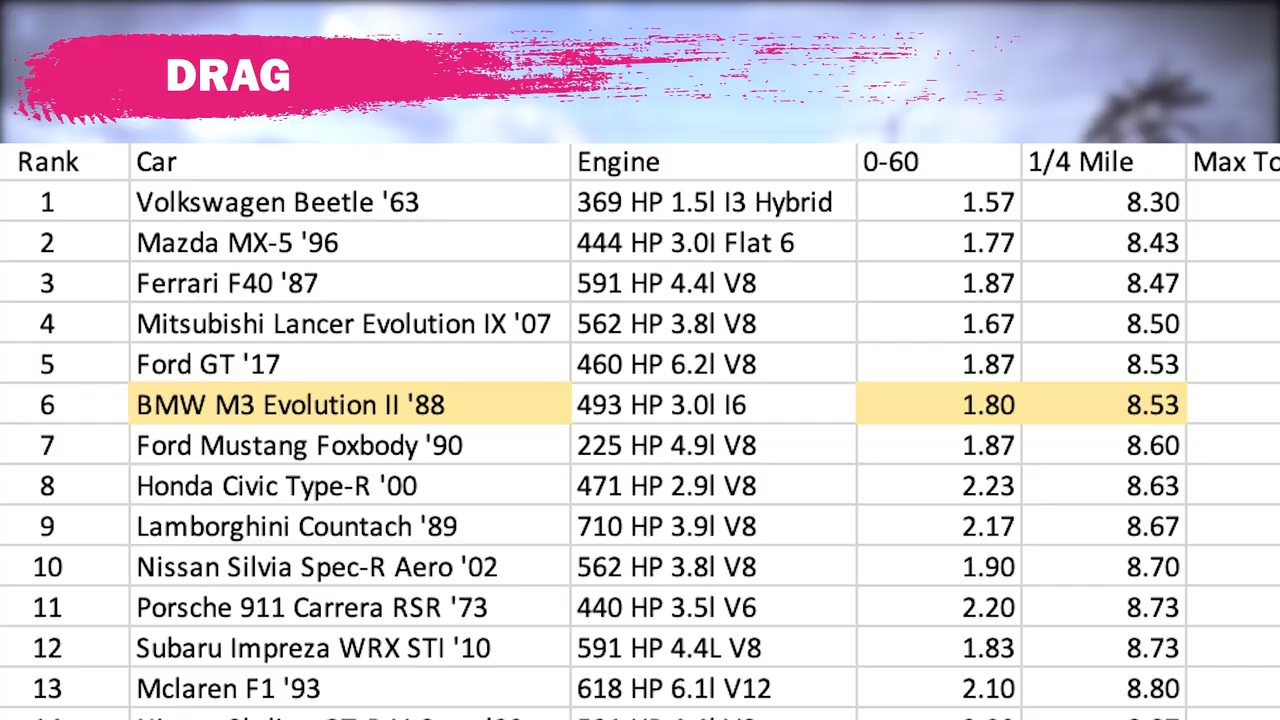 DRAG
Rank Car Engine 0-60 1/4 Mile Max To
1 Volkswagen Beetle '63 369 HP 1.5l I3 Hybrid 1.57 8.30
2 Mazda MX-5 '96 444 HP 3.0I Flat 6 1.77 8.43
3 Ferrari F40 '87 591 HP 4.4l V8 1.87 8.47
4 Mitsubishi Lancer Evolution IX '07 562 HP 3.8l V8 1.67 8.50
5 Ford GT '17 460 HP 6.2l V8 1.87 8.53
6 BMW M3 Evolution II '88 493 HP 3.0l I6 1.80 8.53
7 Ford Mustang Foxbody '90 225 HP 4.9l V8 1.87 8.60
8 Honda Civic Type-R '00 471 HP 2.9l V8 2.23 8.63
9 Lamborghini Countach '89 710 HP 3.9l V8 2.17 8.67
10 Nissan Silvia Spec-R Aero '02 562 HP 3.8l V8 1.90 8.70
11 Porsche 911 Carrera RSR '73 440 HP 3.5l V6 2.20 8.73
12 Subaru Impreza WRX STI '10 591 HP 4.4L V8 1.83 8.73
13 Mclaren F1 '93 618 HP 6.1l V12 2.10 8.80